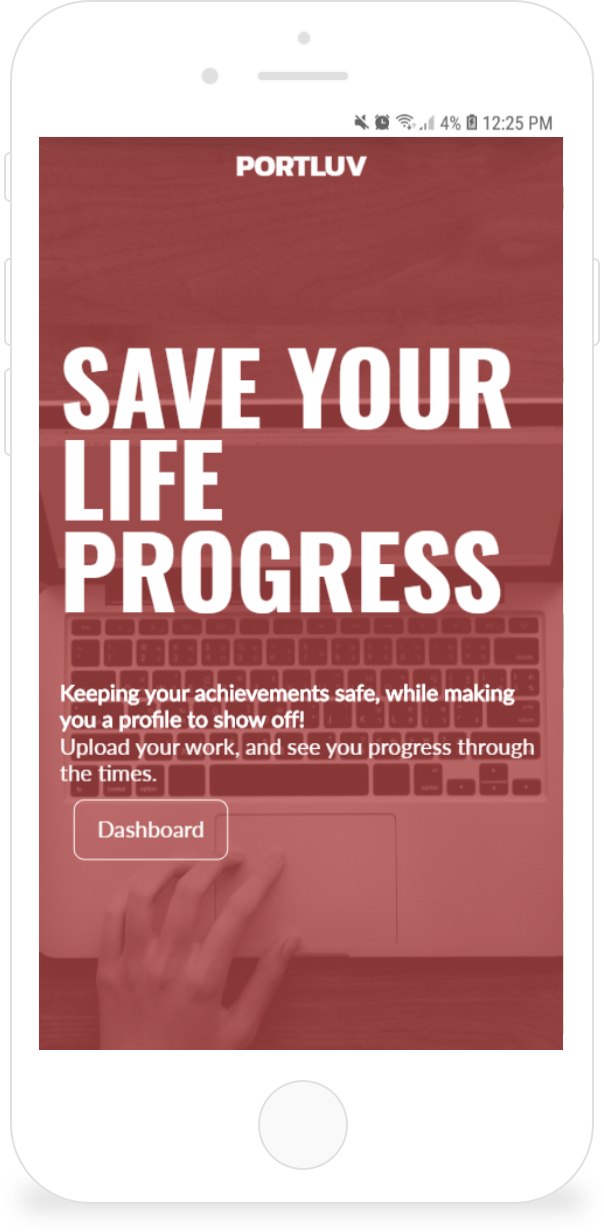 4% 12:25 PM
PORTLUV
SAVE YOUR
LIFE
PROGRESS
Keeping your achievements safe, while making
you a profile to show off!
Upload your work, and see you progress through
the times.
Dashboard